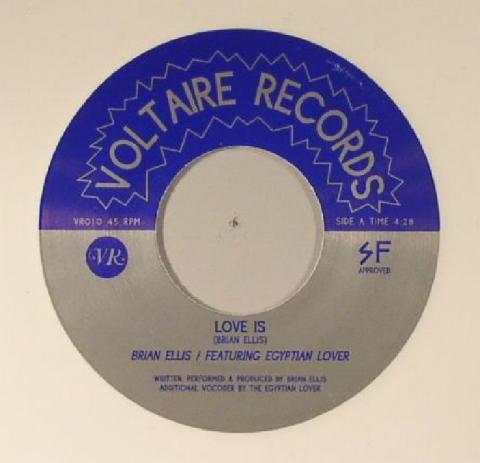 VOLTAIRE RECORDS
VR010 45 RPM
SIDE A TIME 4:28
VR
SF
APPROVED
LOVE IS
(BRIAN ELLIS)
BRIAN ELLIS / FEATURING EGYPTIAN LOVER
WRITTEN, PERFORMED & PRODUCED BY BRIAN ELLIS
ADDITIONAL VOCODER BY THE EGYPTIAN LOVER